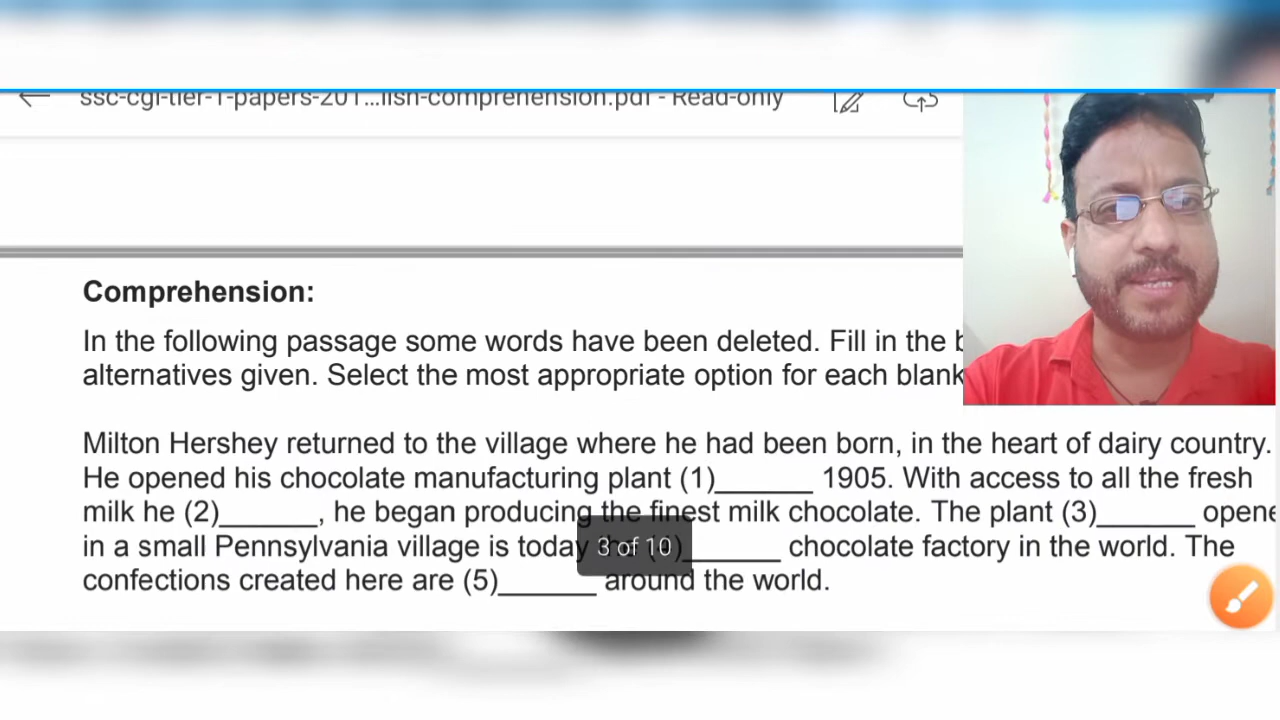 ssc-cgl-tier-1-papers-201...lish-comprehension.pdf - Read-only
Comprehension:
In the following passage some words have been deleted. Fill in the
alternatives given. Select the most appropriate option for each blank
Milton Hershey returned to the village where he had been born, in the heart of dairy country.
He opened his chocolate manufacturing plant (1)______ 1905. With access to all the fresh
milk he (2)______, he began producing the finest milk chocolate. The plant (3)______ opene
in a small Pennsylvania village is today ______ chocolate factory in the world. The
3 of 10
confections created here are (5)______ around the world.